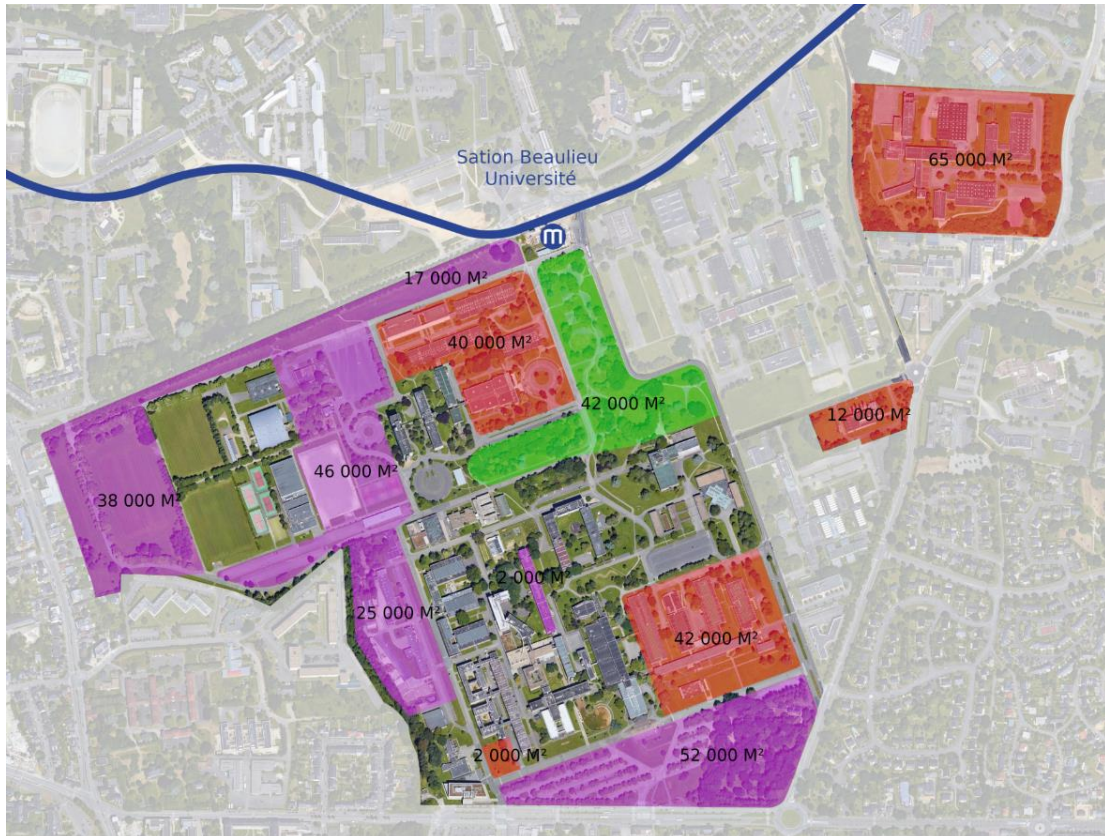 65 000 M²
Sation Beaulieu
Université
m
17 000 M²
40 000 M²
42 000 M²
12 000 M²
46 000 M²
38 000 M²
2 000 M²
25 000 M²
42 000 M²
2 000 M²
52 000 M²